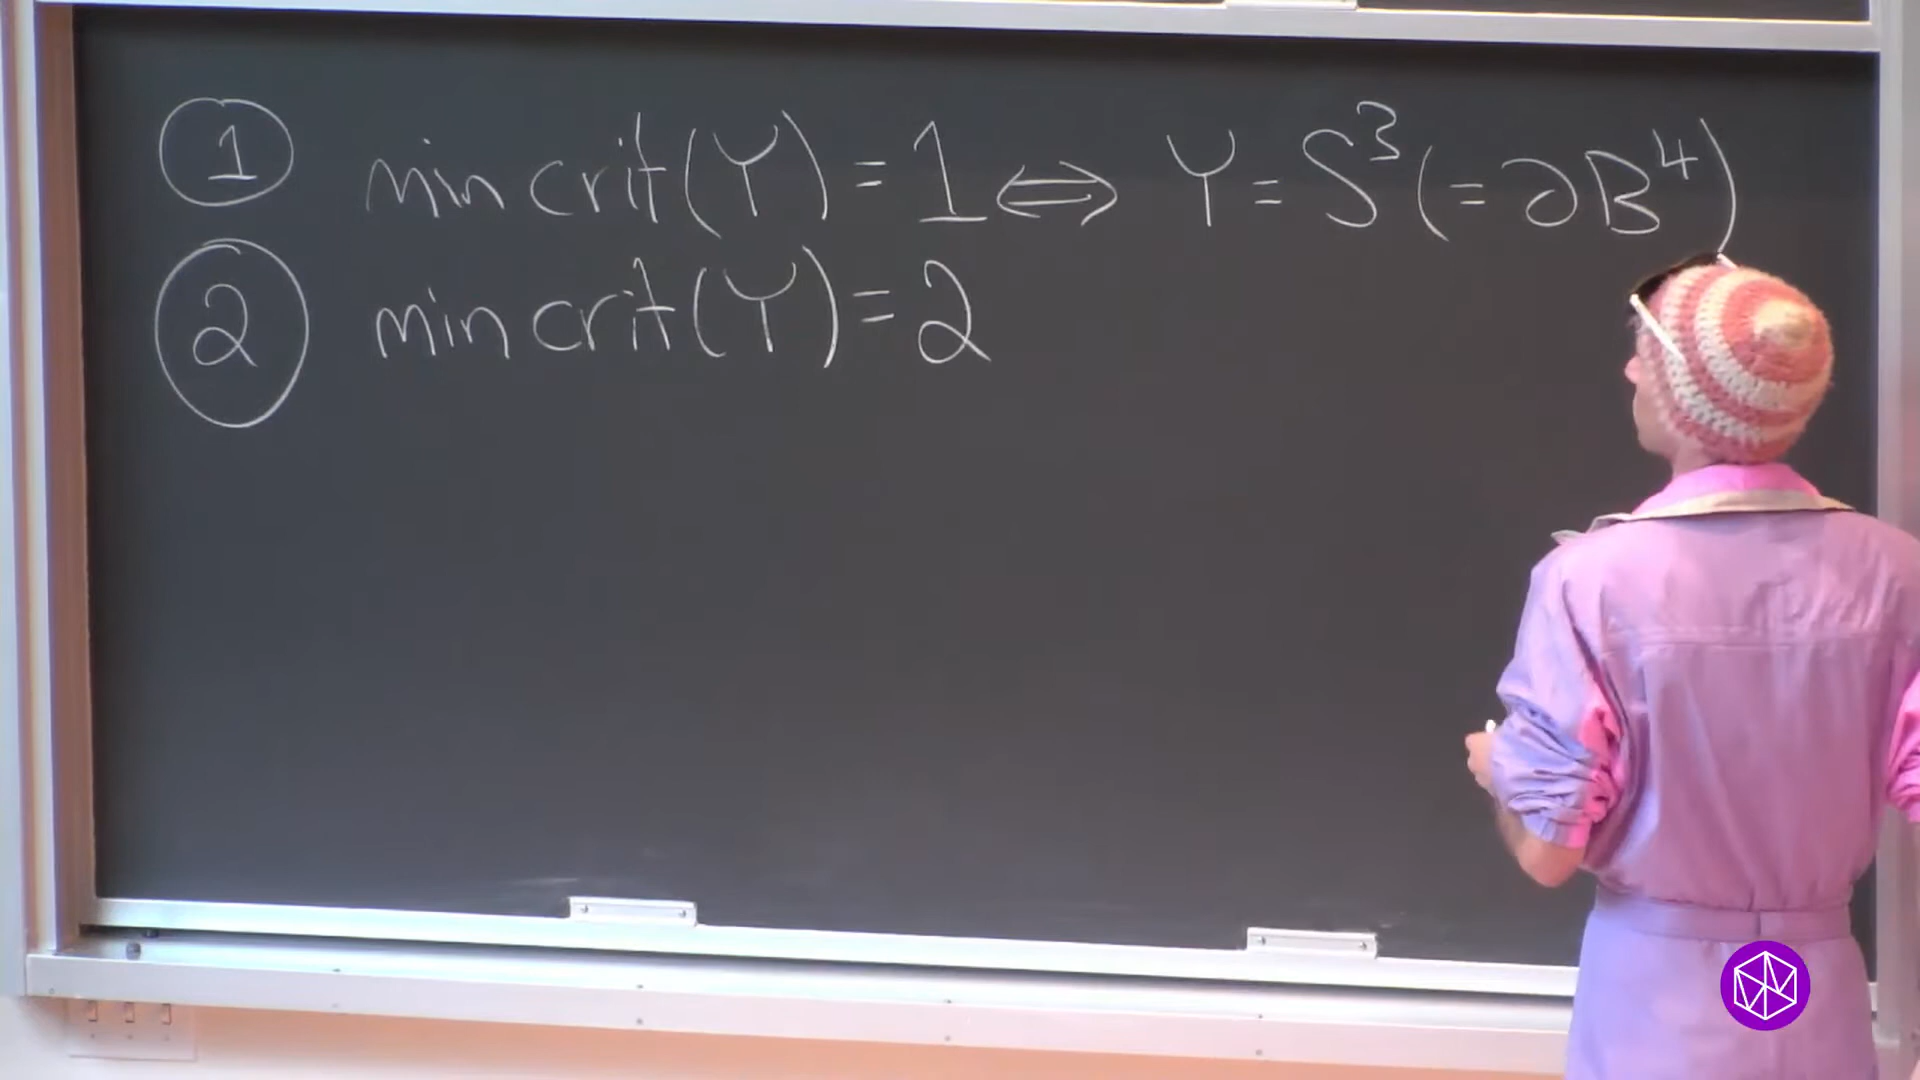 ① min crit(Y) = 1 ⟺ Y = S³ (= ∂B⁴)
② min crit(Y) = 2